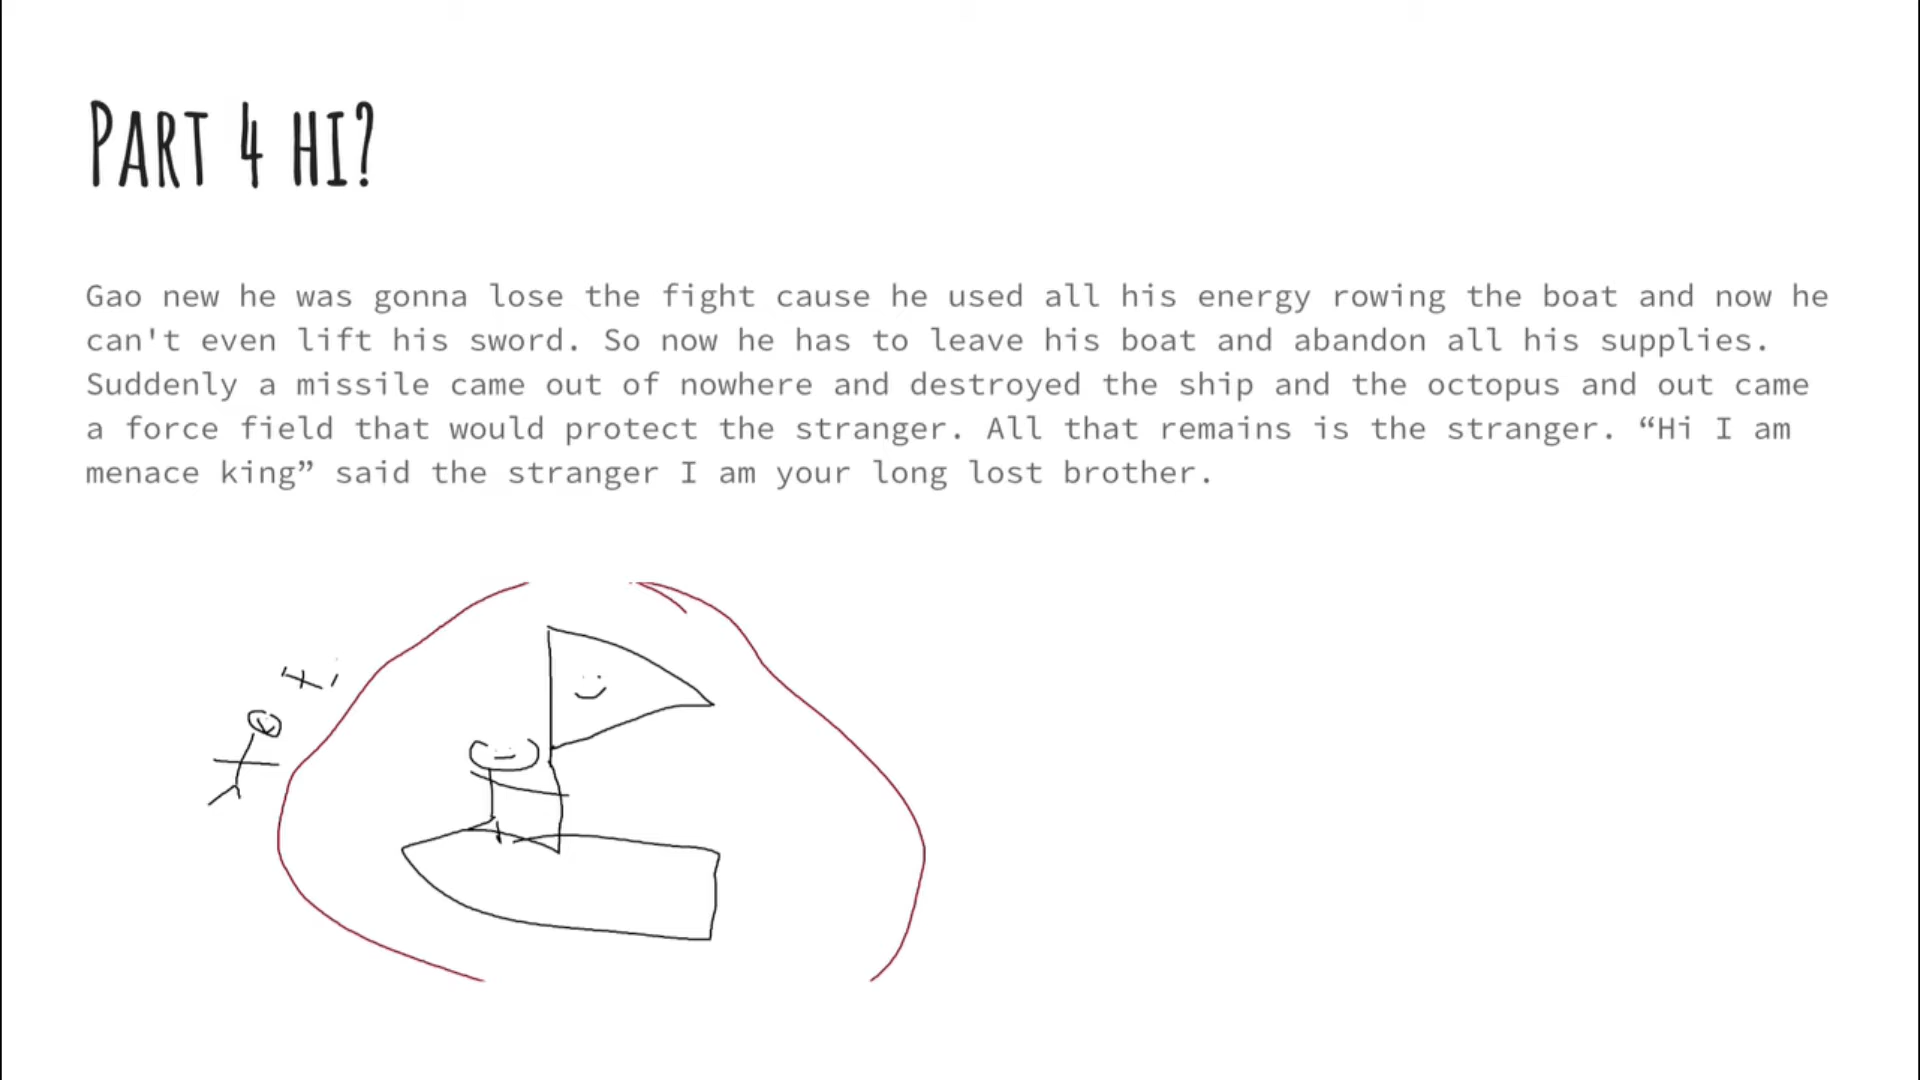 PART 4 HI?
Gao new he was gonna lose the fight cause he used all his energy rowing the boat and now he
can't even lift his sword. So now he has to leave his boat and abandon all his supplies.
Suddenly a missile came out of nowhere and destroyed the ship and the octopus and out came
a force field that would protect the stranger. All that remains is the stranger. “Hi I am
menace king” said the stranger I am your long lost brother.